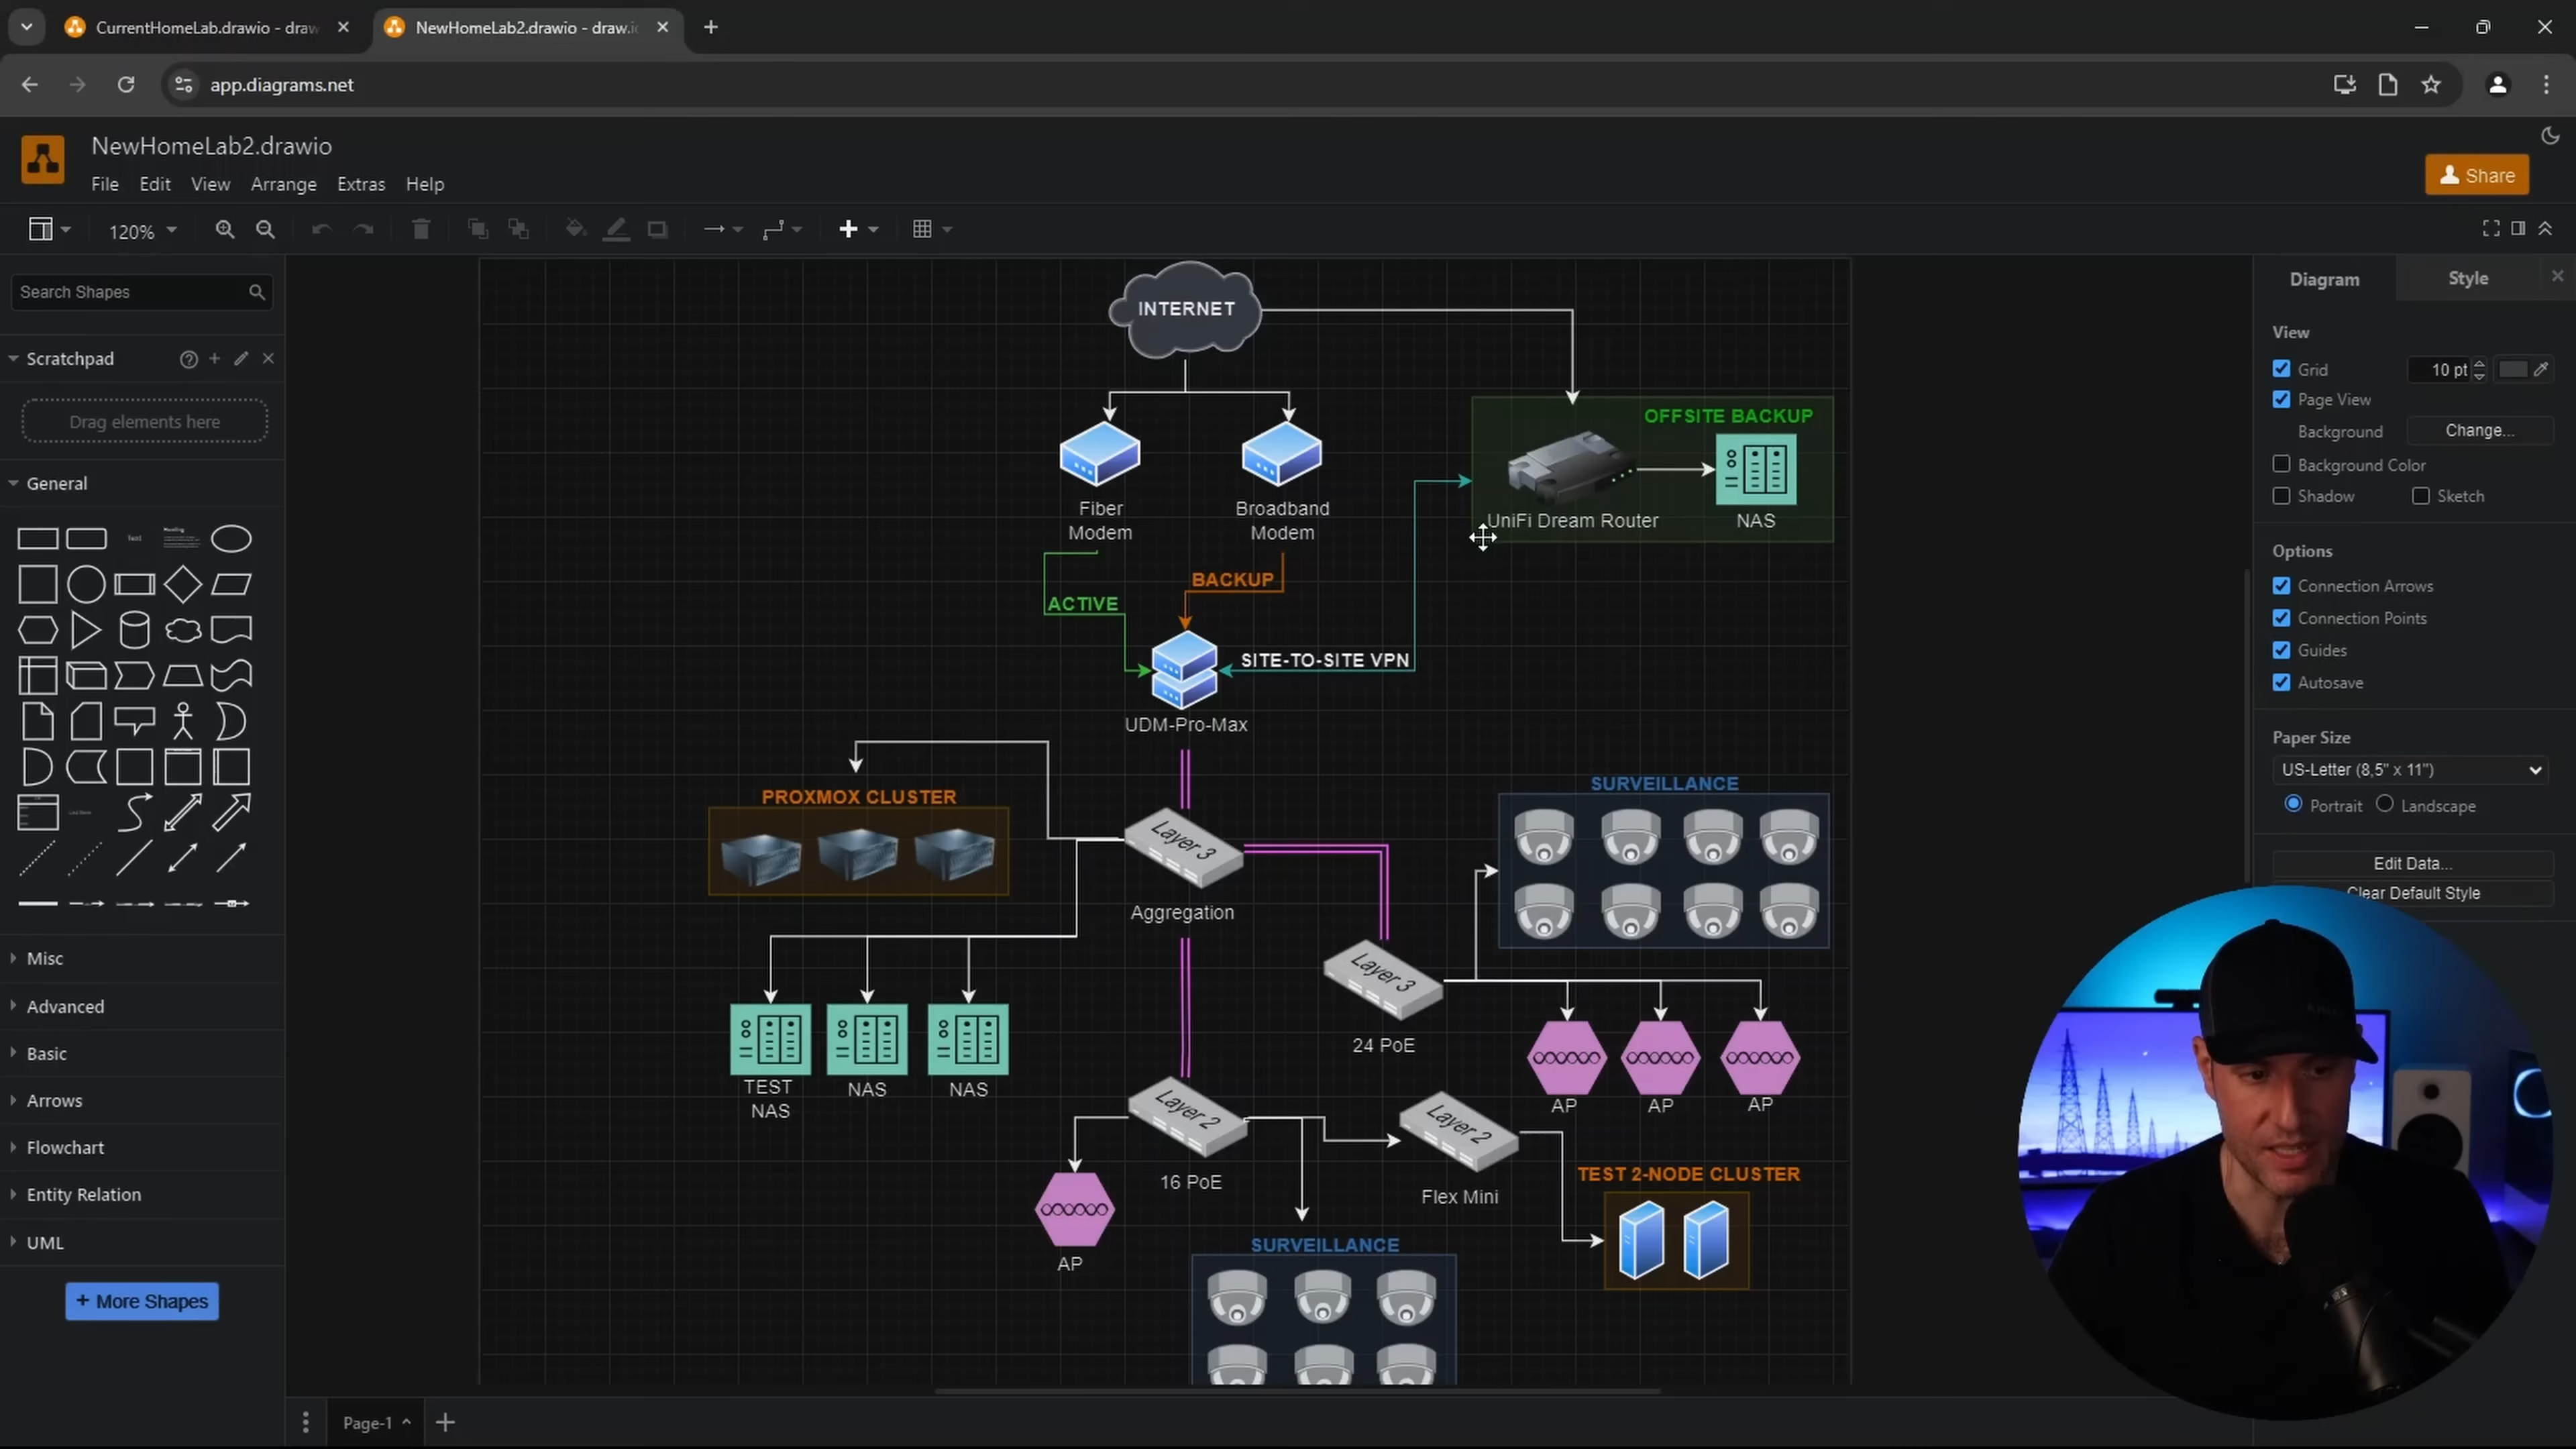 CurrentHomeLab.drawio - draw
NewHomeLab2.drawio - draw.i
app.diagrams.net
NewHomeLab2.drawio
File Edit View Arrange Extras Help
Share
120%
Search Shapes
Scratchpad
Drag elements here
General
Text
Heading
List Item
Misc
Advanced
Basic
Arrows
Flowchart
Entity Relation
UML
+ More Shapes
INTERNET
Fiber
Modem
Broadband
Modem
OFFSITE BACKUP
UniFi Dream Router
NAS
BACKUP
ACTIVE
SITE-TO-SITE VPN
UDM-Pro-Max
PROXMOX CLUSTER
Layer 3
Aggregation
SURVEILLANCE
Layer 3
24 PoE
TEST
NAS
NAS
NAS
AP
AP
AP
Layer 2
16 PoE
Layer 2
Flex Mini
TEST 2-NODE CLUSTER
AP
SURVEILLANCE
Page-1
Diagram
Style
View
Grid
10 pt
Page View
Background
Change...
Background Color
Shadow
Sketch
Options
Connection Arrows
Connection Points
Guides
Autosave
Paper Size
US-Letter (8,5" x 11")
Portrait
Landscape
Edit Data...
Clear Default Style